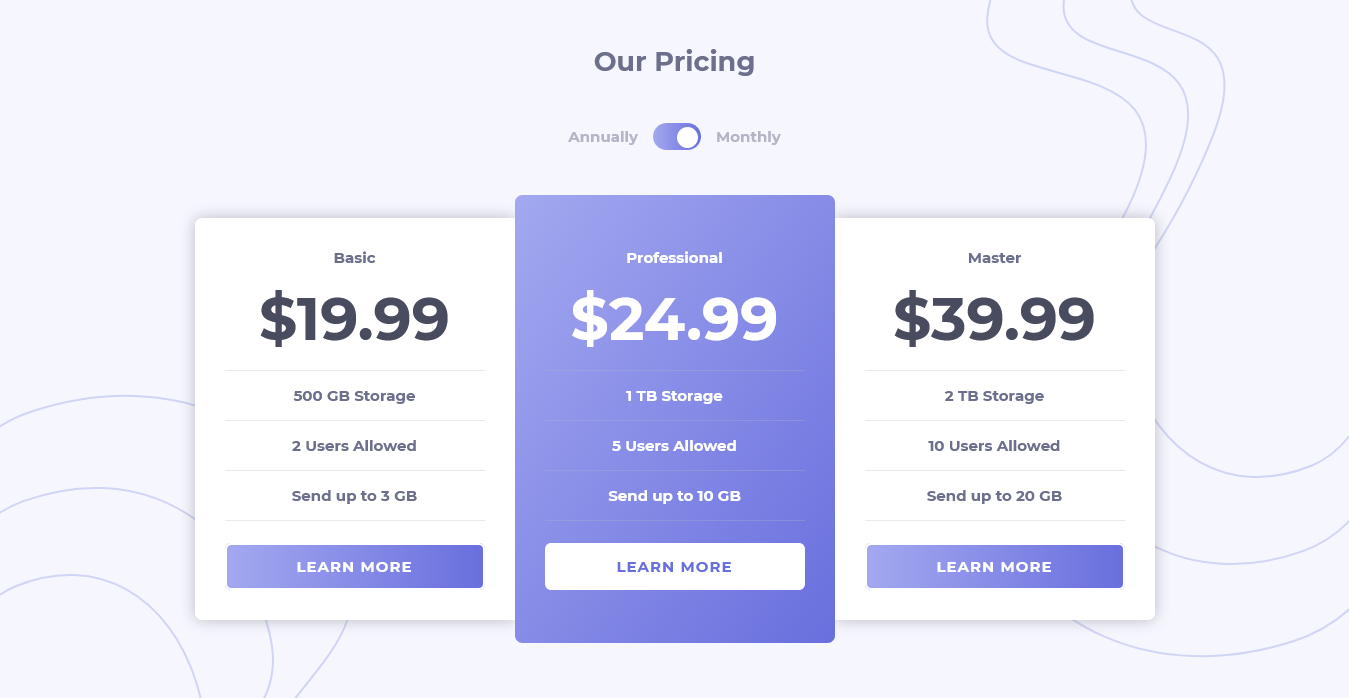 Our Pricing
Annually
Monthly
Basic
$19.99
500 GB Storage
2 Users Allowed
Send up to 3 GB
LEARN MORE
Professional
$24.99
1 TB Storage
5 Users Allowed
Send up to 10 GB
LEARN MORE
Master
$39.99
2 TB Storage
10 Users Allowed
Send up to 20 GB
LEARN MORE